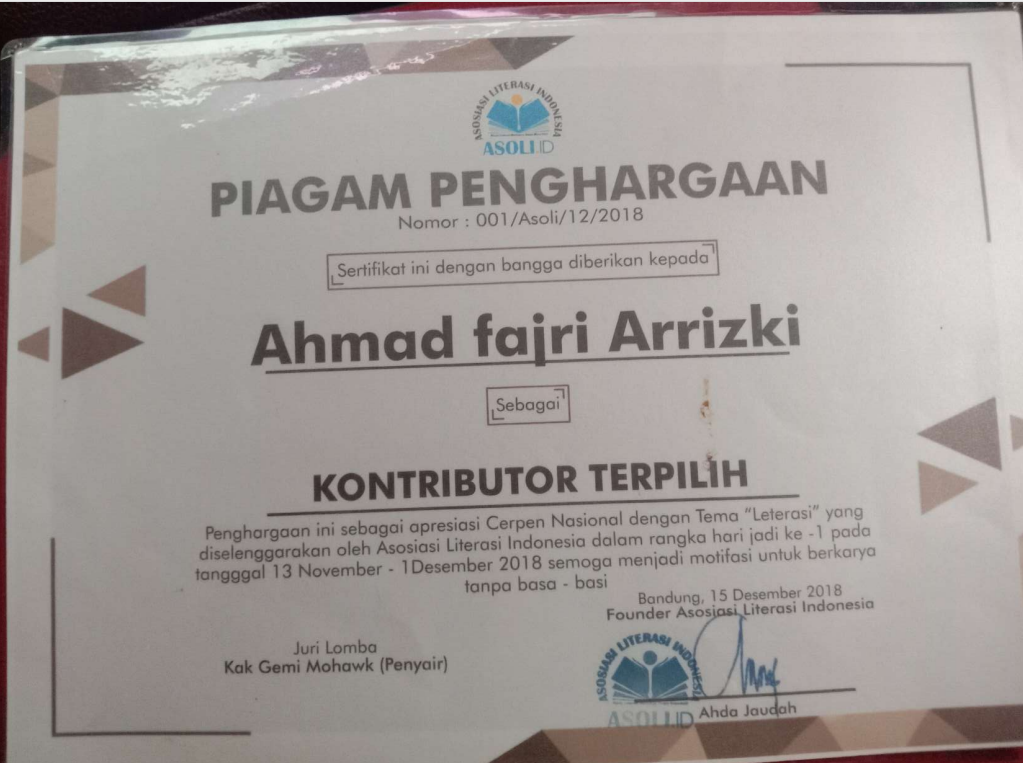 ASOSIASI LITERASI INDONESIA
ASOLI.ID
PIAGAM PENGHARGAAN
Nomor : 001/Asoli/12/2018
Sertifikat ini dengan bangga diberikan kepada
Ahmad fajri Arrizki
Sebagai
KONTRIBUTOR TERPILIH
Penghargaan ini sebagai apresiasi Cerpen Nasional dengan Tema “Leterasi” yang
diselenggarakan oleh Asosiasi Literasi Indonesia dalam rangka hari jadi ke -1 pada
tangggal 13 November - 1Desember 2018 semoga menjadi motifasi untuk berkarya
tanpa basa - basi
Bandung, 15 Desember 2018
Founder Asosiasi Literasi Indonesia
Juri Lomba
Kak Gemi Mohawk (Penyair)
ASOSIASI LITERASI INDONESIA
ASOLI.ID
Ahda Jaudah